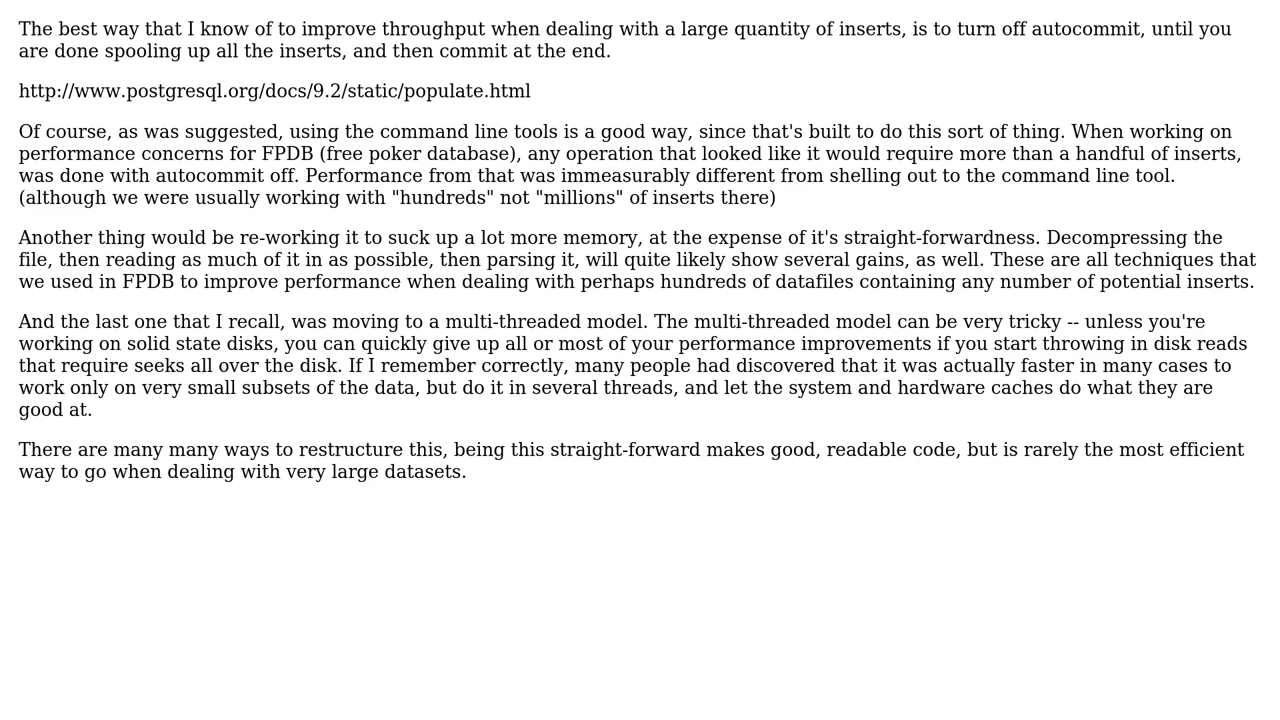 The best way that I know of to improve throughput when dealing with a large quantity of inserts, is to turn off autocommit, until you
are done spooling up all the inserts, and then commit at the end.
http://www.postgresql.org/docs/9.2/static/populate.html
Of course, as was suggested, using the command line tools is a good way, since that's built to do this sort of thing. When working on
performance concerns for FPDB (free poker database), any operation that looked like it would require more than a handful of inserts,
was done with autocommit off. Performance from that was immeasurably different from shelling out to the command line tool.
(although we were usually working with "hundreds" not "millions" of inserts there)
Another thing would be re-working it to suck up a lot more memory, at the expense of it's straight-forwardness. Decompressing the
file, then reading as much of it in as possible, then parsing it, will quite likely show several gains, as well. These are all techniques that
we used in FPDB to improve performance when dealing with perhaps hundreds of datafiles containing any number of potential inserts.
And the last one that I recall, was moving to a multi-threaded model. The multi-threaded model can be very tricky -- unless you're
working on solid state disks, you can quickly give up all or most of your performance improvements if you start throwing in disk reads
that require seeks all over the disk. If I remember correctly, many people had discovered that it was actually faster in many cases to
work only on very small subsets of the data, but do it in several threads, and let the system and hardware caches do what they are
good at.
There are many many ways to restructure this, being this straight-forward makes good, readable code, but is rarely the most efficient
way to go when dealing with very large datasets.